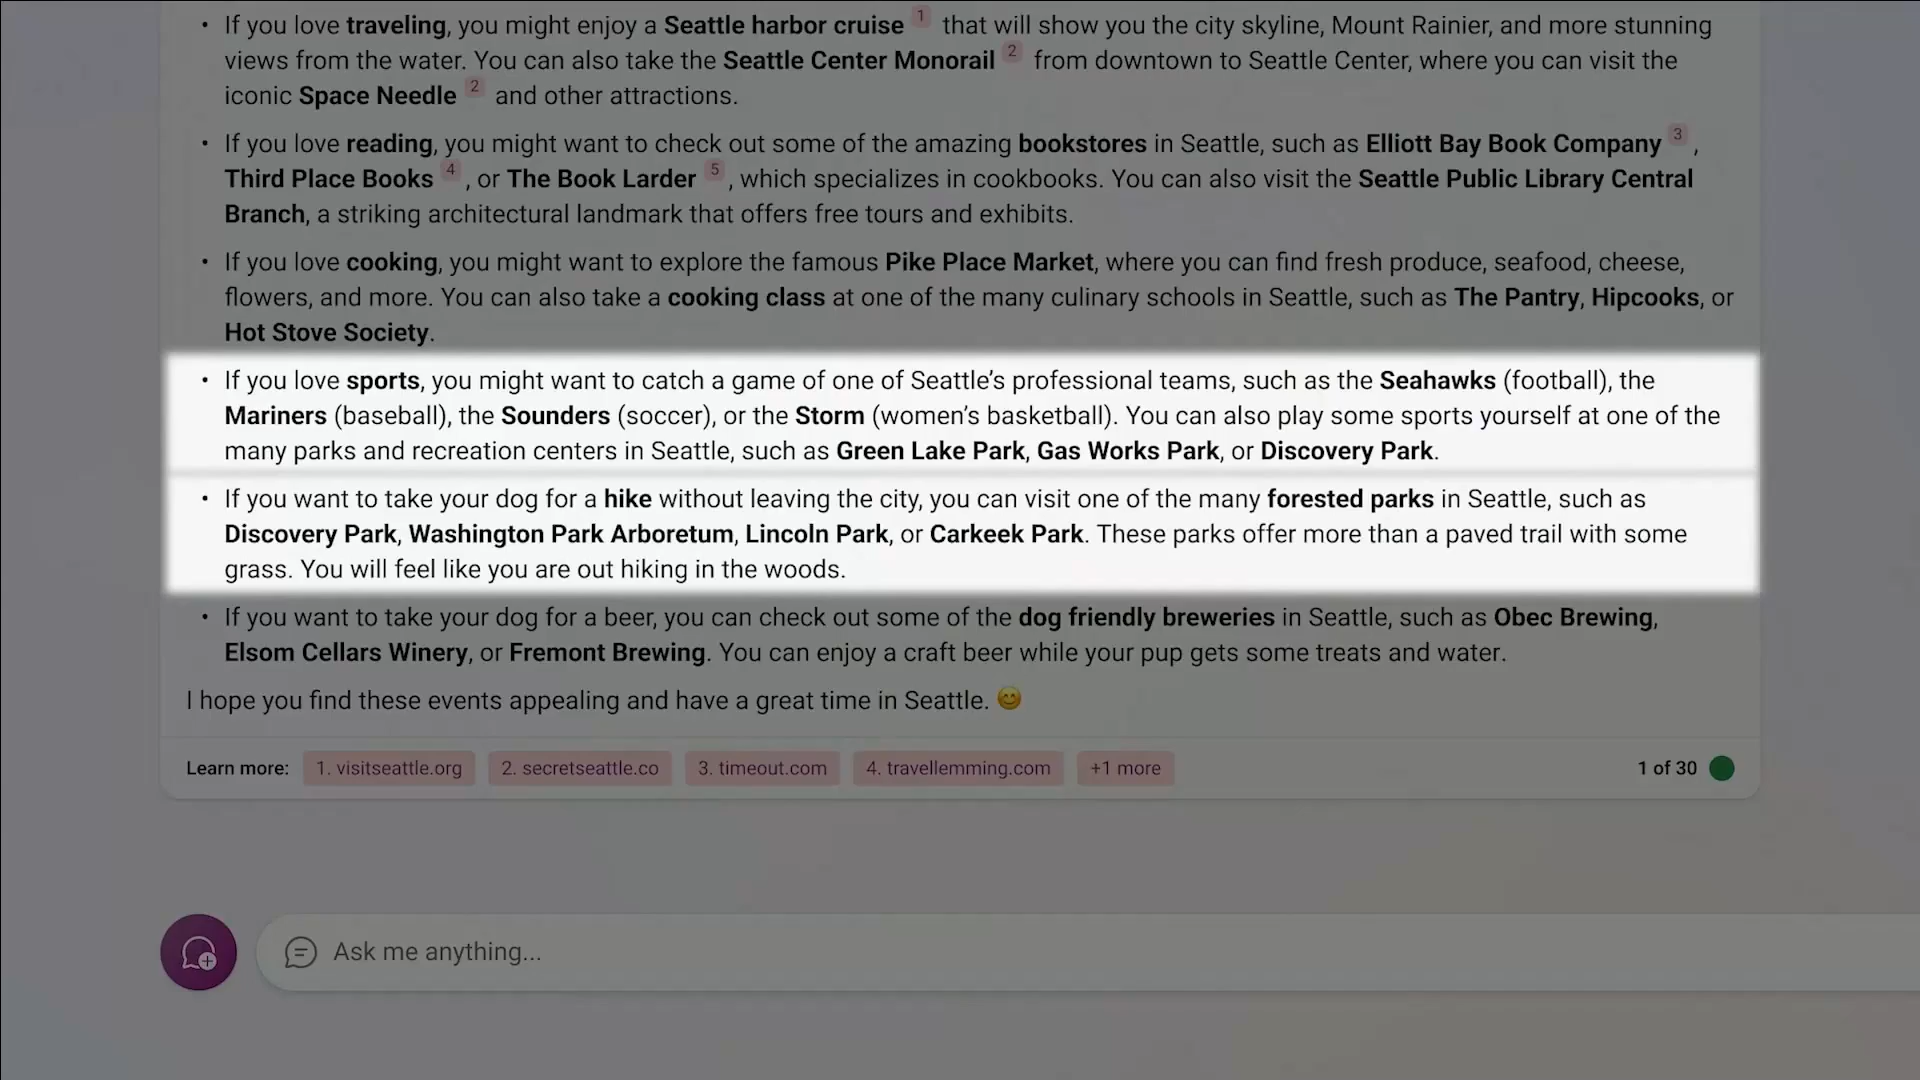 • If you love traveling, you might enjoy a Seattle harbor cruise 1 that will show you the city skyline, Mount Rainier, and more stunning
views from the water. You can also take the Seattle Center Monorail 2 from downtown to Seattle Center, where you can visit the
iconic Space Needle 2 and other attractions.
• If you love reading, you might want to check out some of the amazing bookstores in Seattle, such as Elliott Bay Book Company 3 ,
Third Place Books 4 , or The Book Larder 5 , which specializes in cookbooks. You can also visit the Seattle Public Library Central
Branch, a striking architectural landmark that offers free tours and exhibits.
• If you love cooking, you might want to explore the famous Pike Place Market, where you can find fresh produce, seafood, cheese,
flowers, and more. You can also take a cooking class at one of the many culinary schools in Seattle, such as The Pantry, Hipcooks, or
Hot Stove Society.
• If you love sports, you might want to catch a game of one of Seattle’s professional teams, such as the Seahawks (football), the
Mariners (baseball), the Sounders (soccer), or the Storm (women’s basketball). You can also play some sports yourself at one of the
many parks and recreation centers in Seattle, such as Green Lake Park, Gas Works Park, or Discovery Park.
• If you want to take your dog for a hike without leaving the city, you can visit one of the many forested parks in Seattle, such as
Discovery Park, Washington Park Arboretum, Lincoln Park, or Carkeek Park. These parks offer more than a paved trail with some
grass. You will feel like you are out hiking in the woods.
• If you want to take your dog for a beer, you can check out some of the dog friendly breweries in Seattle, such as Obec Brewing,
Elsom Cellars Winery, or Fremont Brewing. You can enjoy a craft beer while your pup gets some treats and water.
I hope you find these events appealing and have a great time in Seattle. 😊
Learn more: 1. visitseattle.org 2. secretseattle.co 3. timeout.com 4. travellemming.com +1 more 1 of 30
Ask me anything...